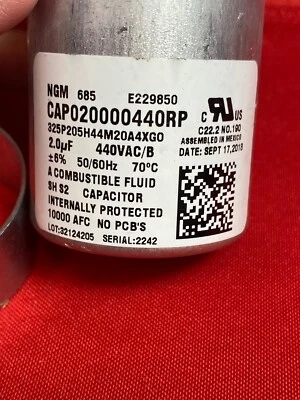 NGM 685 E229850
CAP020000440RP
325P205H44M20A4XG0
2.0µF 440VAC/B
±6% 50/60Hz 70°C
A COMBUSTIBLE FLUID
SH S2 CAPACITOR
INTERNALLY PROTECTED
10000 AFC NO PCB'S
LOT:32124205 SERIAL:2242
C UR US
C22.2 NO.190
ASSEMBLED IN MEXICO
DATE: SEPT 17,2018